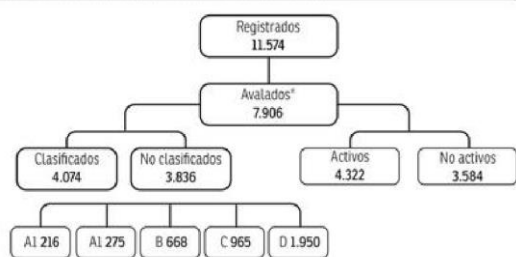 Registrados
11.574
Avalados*
7.906
Clasificados
4.074
No clasificados
3.836
Activos
4.322
No activos
3.584
A1 216
A1 275
B 668
C 965
D 1.950